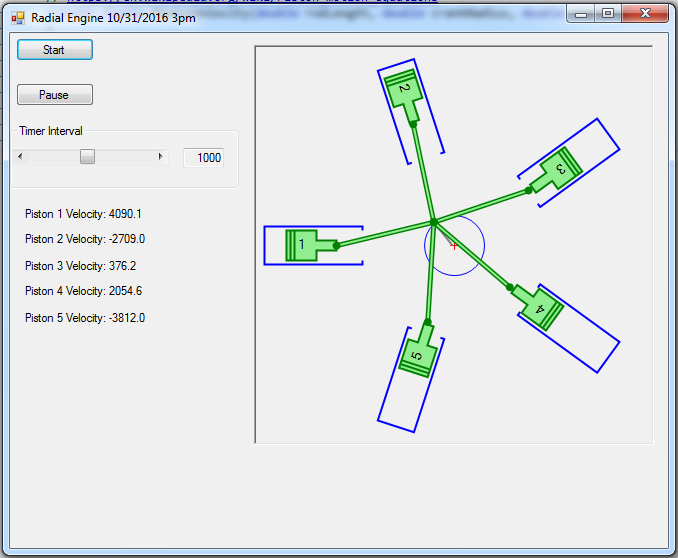 Radial Engine 10/31/2016 3pm
Start
Pause
Timer Interval
1000
Piston 1 Velocity: 4090.1
Piston 2 Velocity: -2709.0
Piston 3 Velocity: 376.2
Piston 4 Velocity: 2054.6
Piston 5 Velocity: -3812.0
2
3
1
4
5